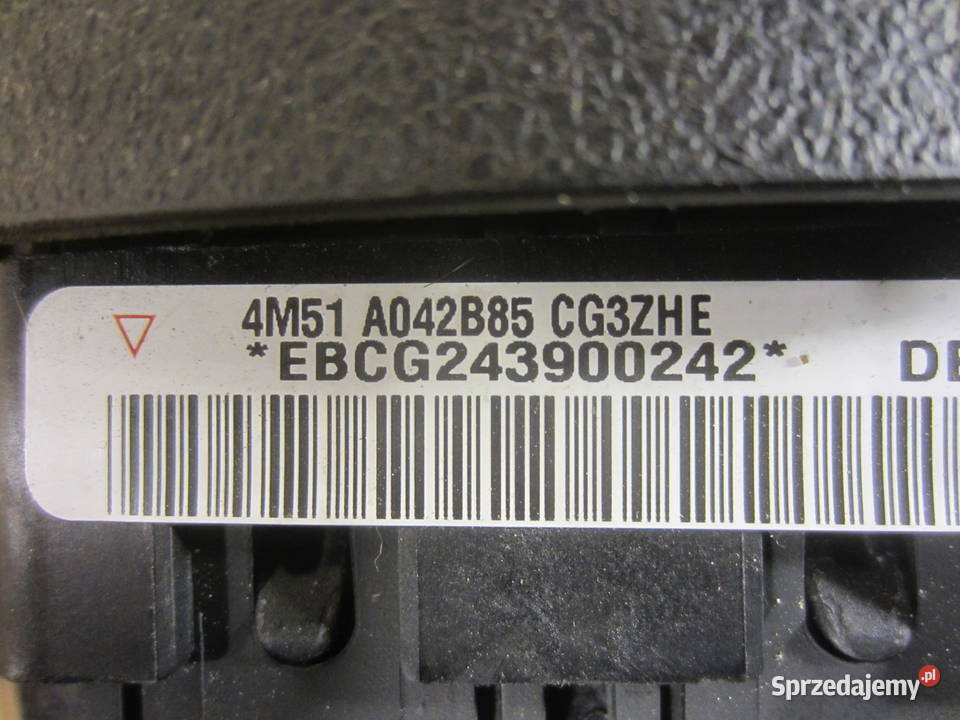 4M51 A042B85 CG3ZHE
*EBCG243900242*
Sprzedajemy.pl